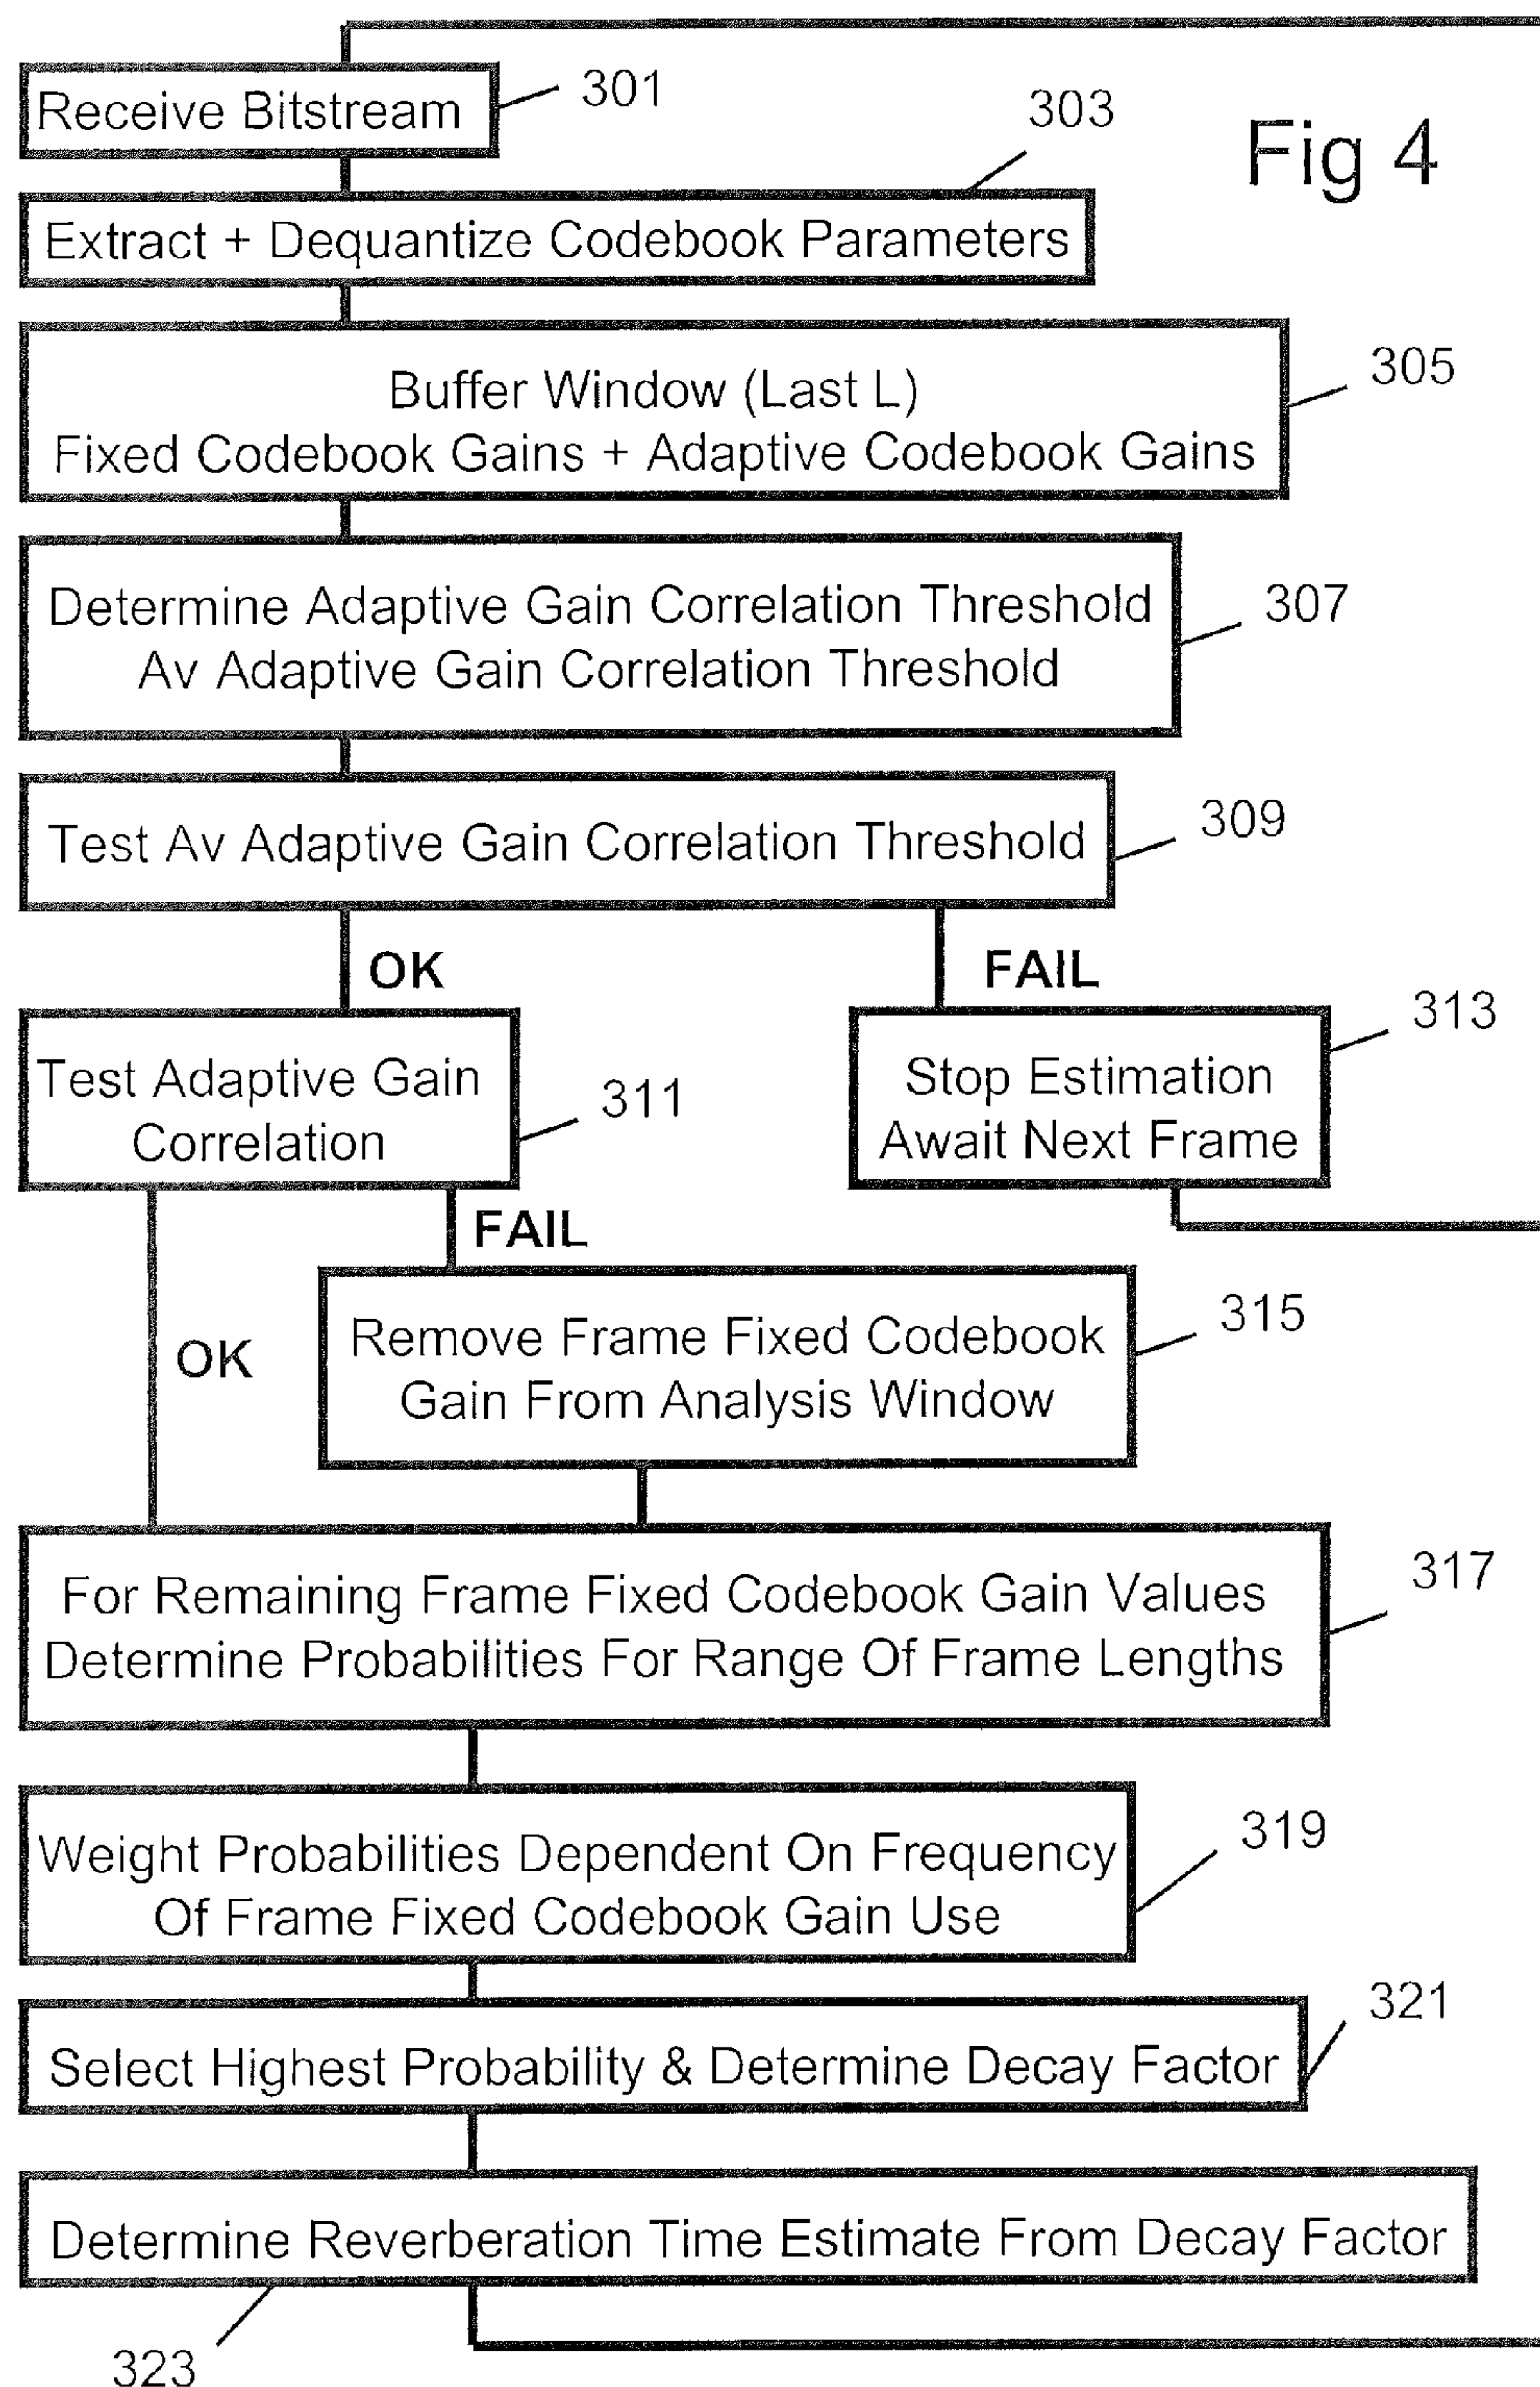 Receive Bitstream
301
303
Fig 4
Extract + Dequantize Codebook Parameters
Buffer Window (Last L)
Fixed Codebook Gains + Adaptive Codebook Gains
305
Determine Adaptive Gain Correlation Threshold
Av Adaptive Gain Correlation Threshold
307
Test Av Adaptive Gain Correlation Threshold
309
OK
FAIL
Test Adaptive Gain
Correlation
311
Stop Estimation
Await Next Frame
313
FAIL
OK
Remove Frame Fixed Codebook
Gain From Analysis Window
315
For Remaining Frame Fixed Codebook Gain Values
Determine Probabilities For Range Of Frame Lengths
317
Weight Probabilities Dependent On Frequency
Of Frame Fixed Codebook Gain Use
319
Select Highest Probability & Determine Decay Factor
321
Determine Reverberation Time Estimate From Decay Factor
323